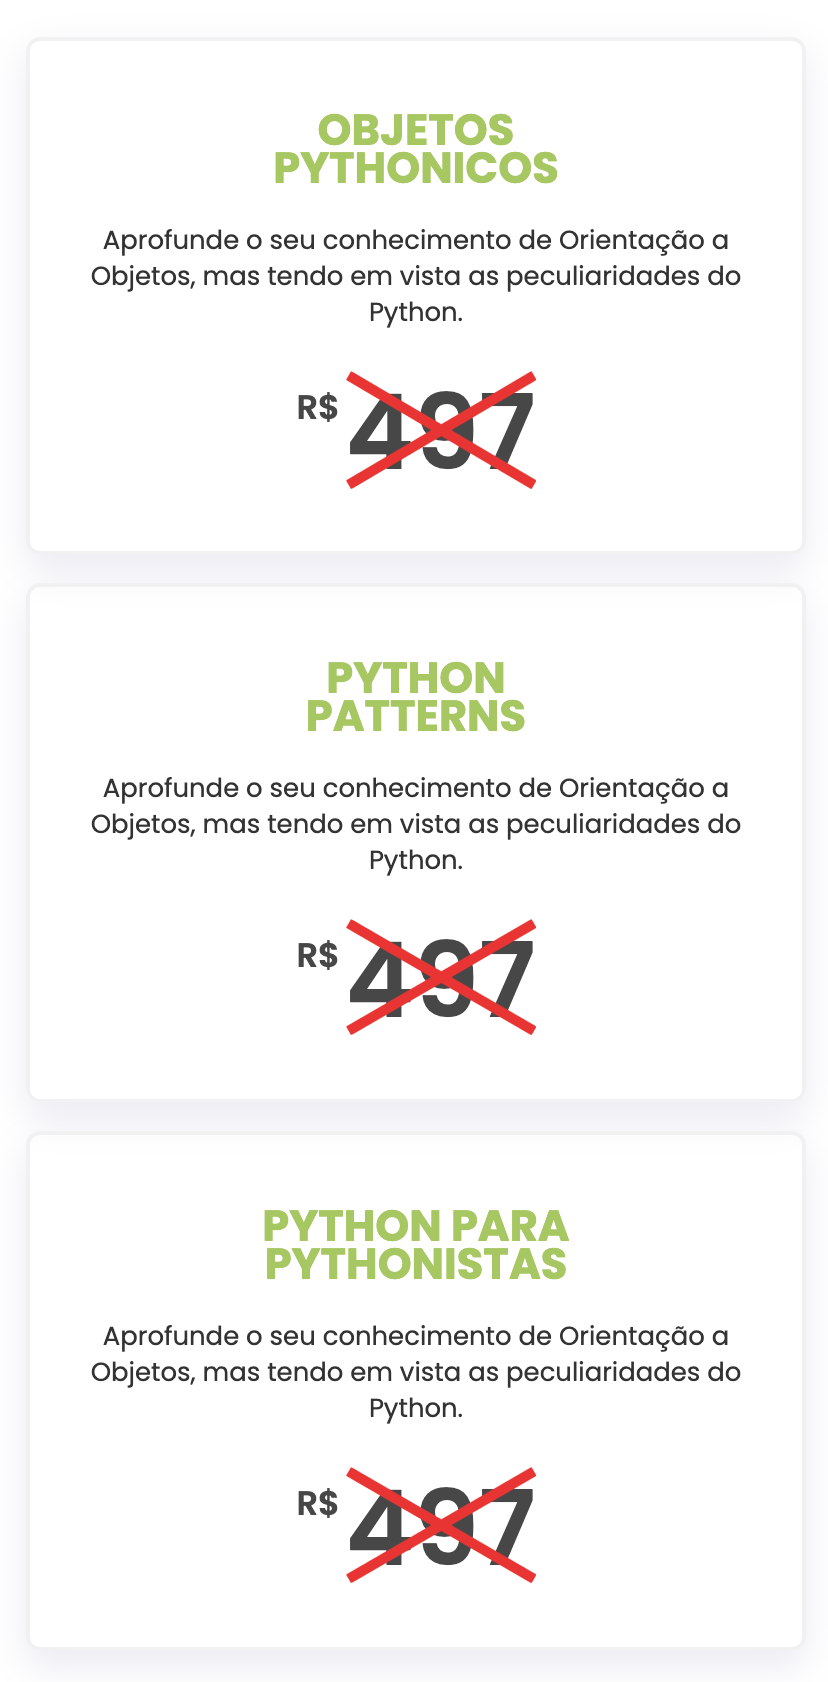 OBJETOS
PYTHONICOS
Aprofunde o seu conhecimento de Orientação a
Objetos, mas tendo em vista as peculiaridades do
Python.
R$ 497
PYTHON
PATTERNS
Aprofunde o seu conhecimento de Orientação a
Objetos, mas tendo em vista as peculiaridades do
Python.
R$ 497
PYTHON PARA
PYTHONISTAS
Aprofunde o seu conhecimento de Orientação a
Objetos, mas tendo em vista as peculiaridades do
Python.
R$ 497